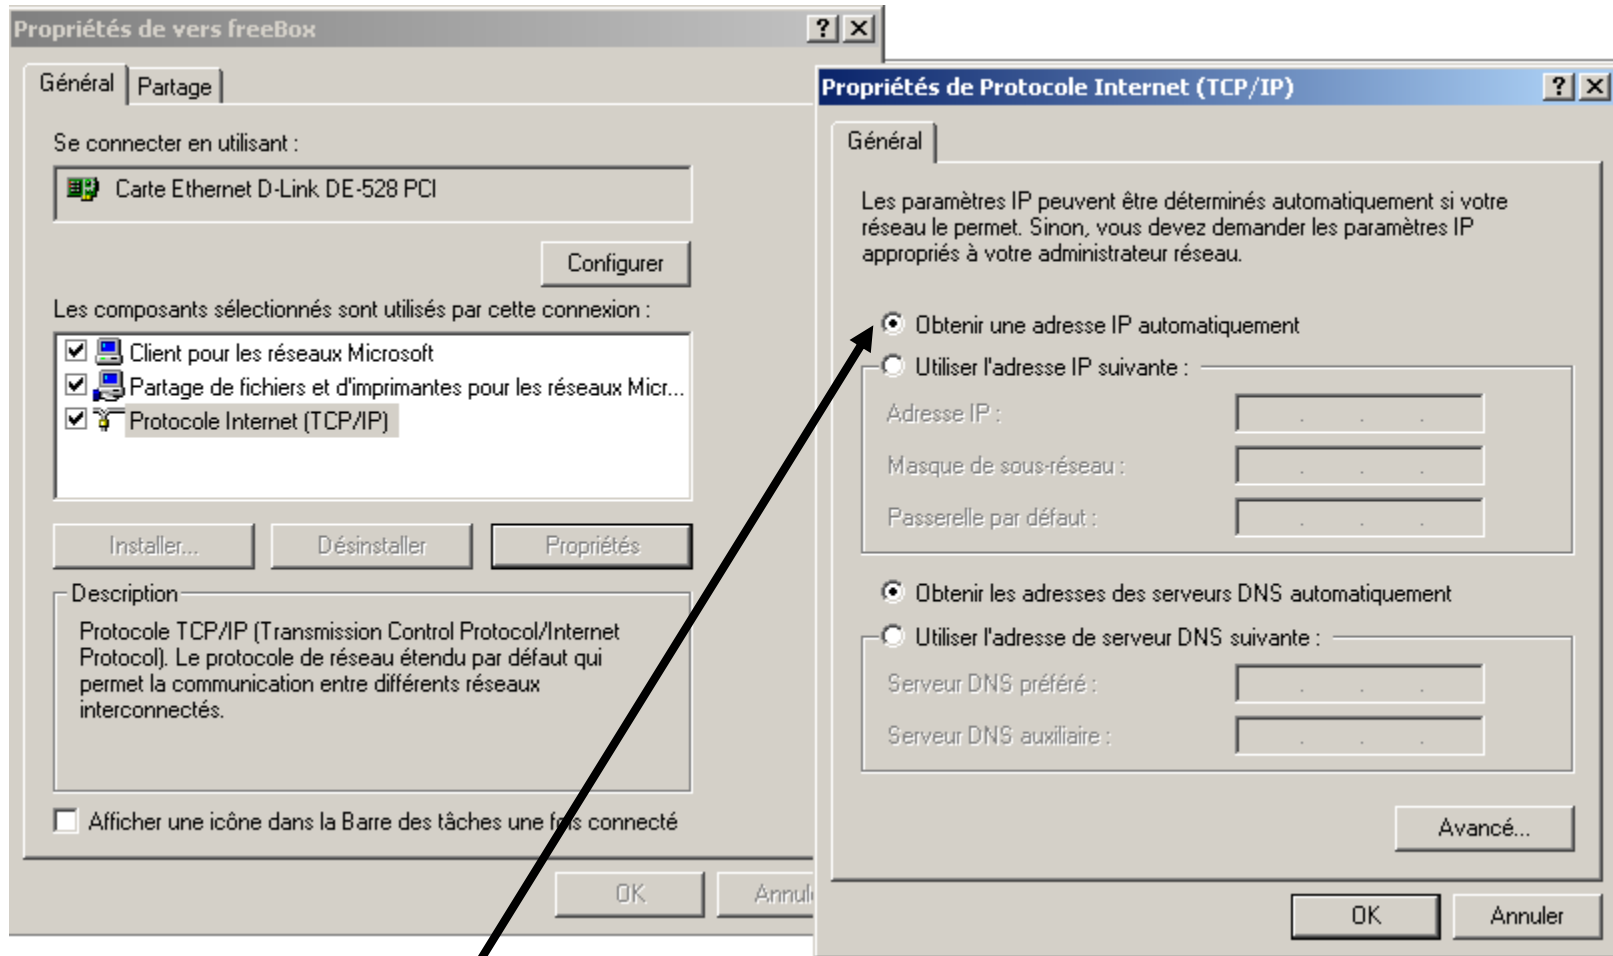 Propriétés de vers freeBox
Général
Partage
Se connecter en utilisant :
Carte Ethernet D-Link DE-528 PCI
Configurer
Les composants sélectionnés sont utilisés par cette connexion :
Client pour les réseaux Microsoft
Partage de fichiers et d'imprimantes pour les réseaux Micr...
Protocole Internet (TCP/IP)
Installer...
Désinstaller
Propriétés
Description
Protocole TCP/IP (Transmission Control Protocol/Internet
Protocol). Le protocole de réseau étendu par défaut qui
permet la communication entre différents réseaux
interconnectés.
Afficher une icône dans la Barre des tâches une fois connecté
OK
Propriétés de Protocole Internet (TCP/IP)
Général
Les paramètres IP peuvent être déterminés automatiquement si votre
réseau le permet. Sinon, vous devez demander les paramètres IP
appropriés à votre administrateur réseau.
Obtenir une adresse IP automatiquement
Utiliser l'adresse IP suivante :
Adresse IP :
Masque de sous-réseau :
Passerelle par défaut :
Obtenir les adresses des serveurs DNS automatiquement
Utiliser l'adresse de serveur DNS suivante :
Serveur DNS préféré :
Serveur DNS auxiliaire :
Avancé...
OK
Annuler